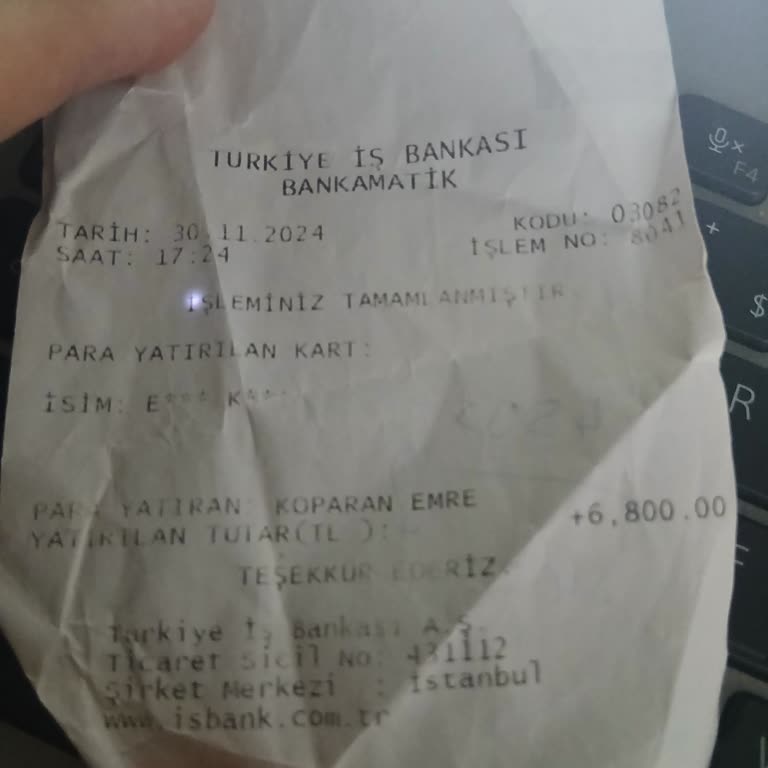 TÜRKİYE İŞ BANKASI
BANKAMATİK
TARİH: 30.11.2024 KODU: 03082
SAAT: 17:24 İŞLEM NO: 8041
İŞLEMİNİZ TAMAMLANMIŞTIR
PARA YATIRILAN KART:
İSİM: E*** K***
PARA YATIRAN: KOPARAN EMRE
YATIRILAN TUTAR(TL ): +6,800.00
TEŞEKKÜR EDERİZ.
Türkiye İş Bankası A.Ş.
Ticaret Sicil No: 431112
Şirket Merkezi : İstanbul
www.isbank.com.tr
F4
+
$
R